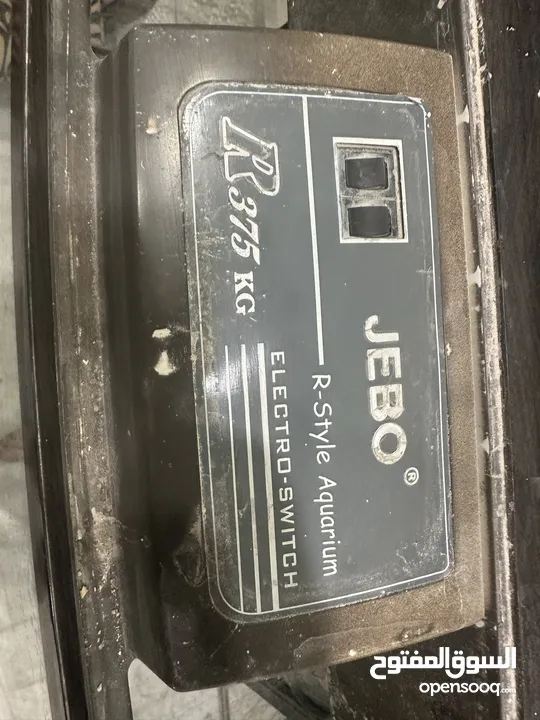 JEBO®
R-Style Aquarium
ELECTRO-SWITCH
R375 KG
السوق المفتوح
opensooq.com